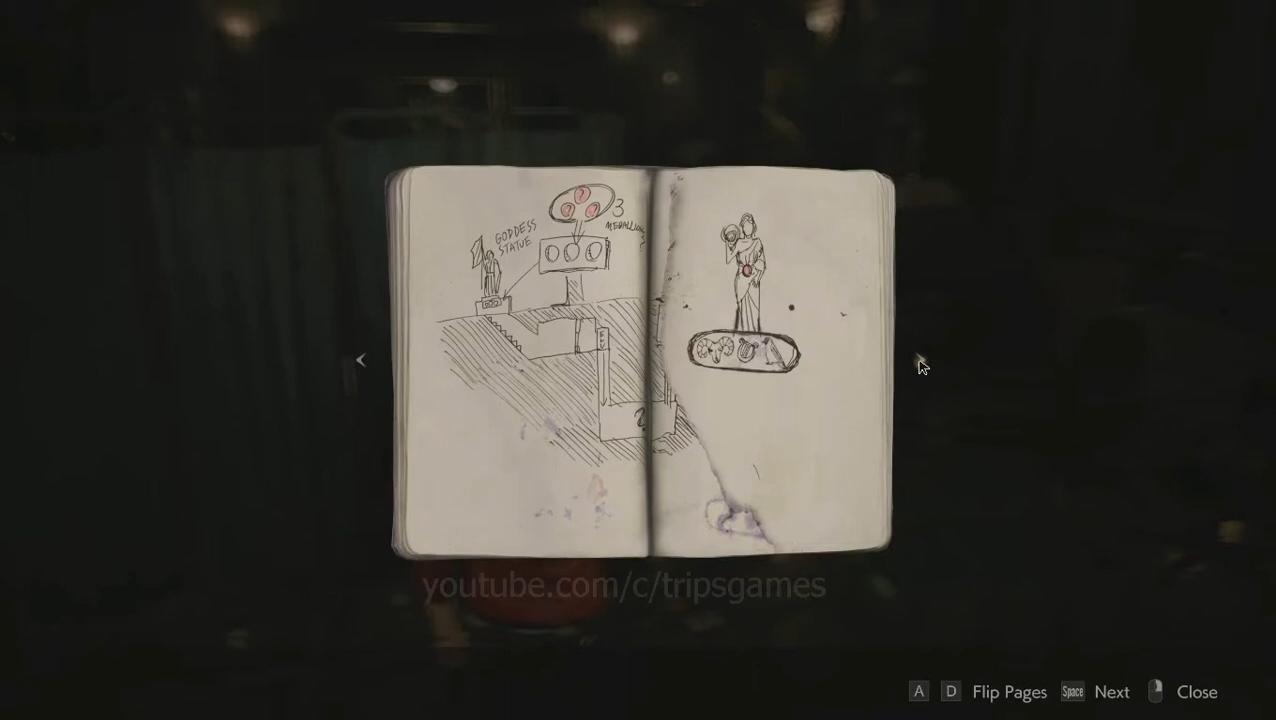 3
MEDALLIONS
?
GODDESS
STATUE
youtube.com/c/tripsgames
A D Flip Pages Space Next Close